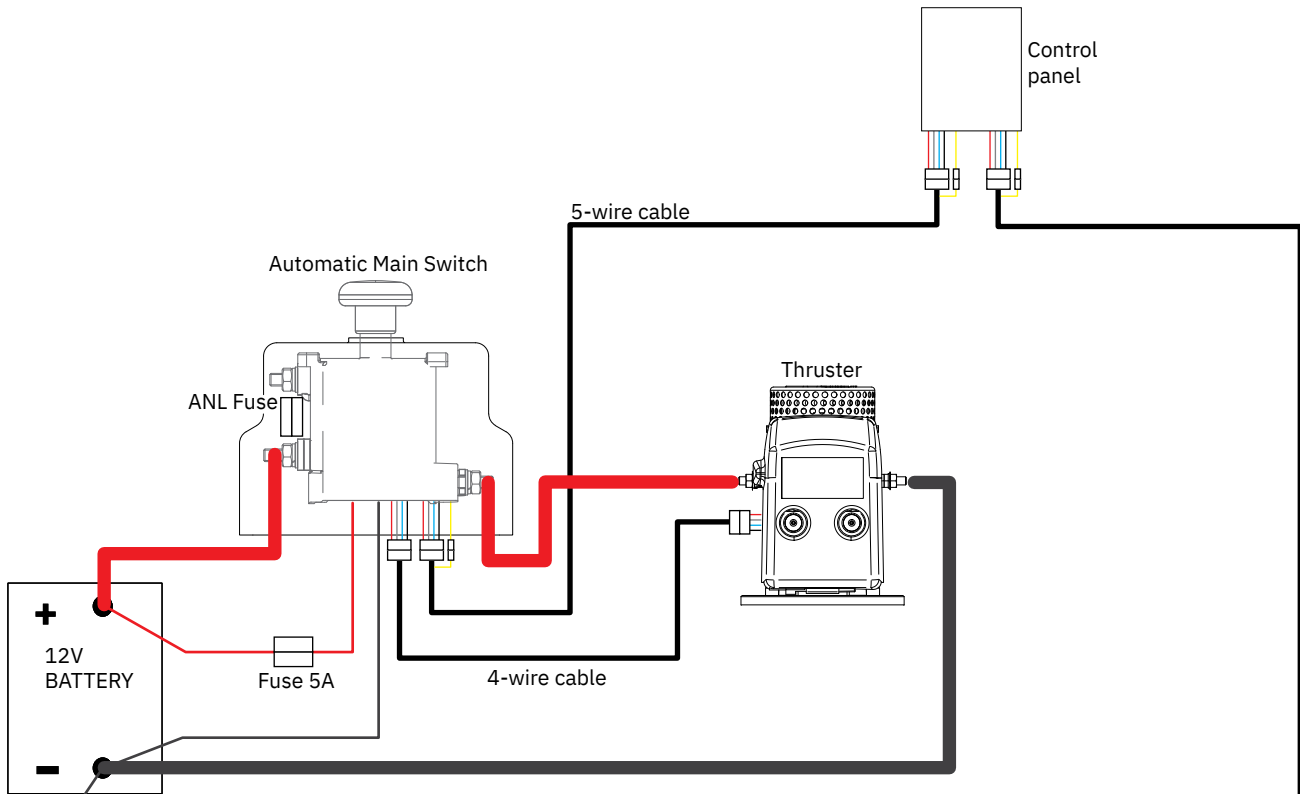 Control
panel
5-wire cable
Automatic Main Switch
Thruster
ANL Fuse
+
12V
BATTERY
Fuse 5A
4-wire cable
-